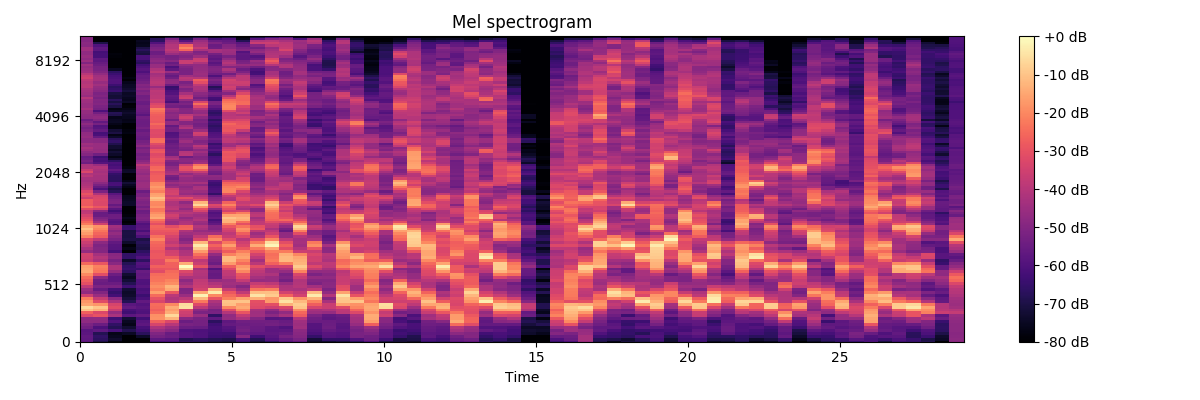 Mel spectrogram
Hz
8192
4096
2048
1024
512
0
0 5 10 15 20 25
Time
+0 dB
-10 dB
-20 dB
-30 dB
-40 dB
-50 dB
-60 dB
-70 dB
-80 dB